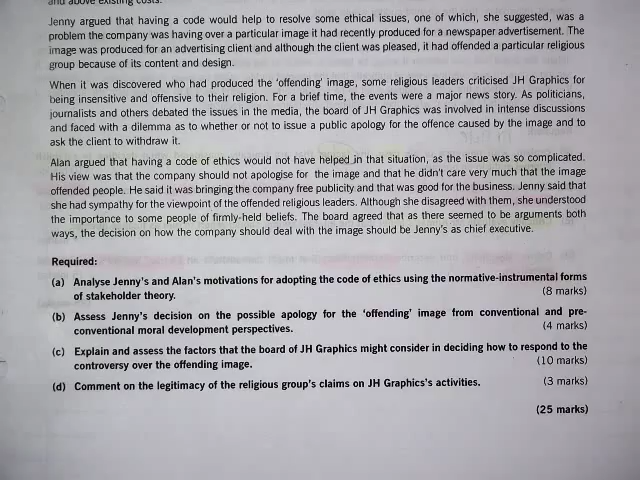 and above existing costs.
Jenny argued that having a code would help to resolve some ethical issues, one of which, she suggested, was a
problem the company was having over a particular image it had recently produced for a newspaper advertisement. The
image was produced for an advertising client and although the client was pleased, it had offended a particular religious
group because of its content and design.
When it was discovered who had produced the 'offending' image, some religious leaders criticised JH Graphics for
being insensitive and offensive to their religion. For a brief time, the events were a major news story. As politicians,
journalists and others debated the issues in the media, the board of JH Graphics was involved in intense discussions
and faced with a dilemma as to whether or not to issue a public apology for the offence caused by the image and to
ask the client to withdraw it.
Alan argued that having a code of ethics would not have helped in that situation, as the issue was so complicated.
His view was that the company should not apologise for the image and that he didn't care very much that the image
offended people. He said it was bringing the company free publicity and that was good for the business. Jenny said that
she had sympathy for the viewpoint of the offended religious leaders. Although she disagreed with them, she understood
the importance to some people of firmly-held beliefs. The board agreed that as there seemed to be arguments both
ways, the decision on how the company should deal with the image should be Jenny's as chief executive.
Required:
(a) Analyse Jenny's and Alan's motivations for adopting the code of ethics using the normative-instrumental forms
of stakeholder theory. (8 marks)
(b) Assess Jenny's decision on the possible apology for the 'offending' image from conventional and pre-
conventional moral development perspectives. (4 marks)
(c) Explain and assess the factors that the board of JH Graphics might consider in deciding how to respond to the
controversy over the offending image. (10 marks)
(d) Comment on the legitimacy of the religious group's claims on JH Graphics's activities. (3 marks)
(25 marks)